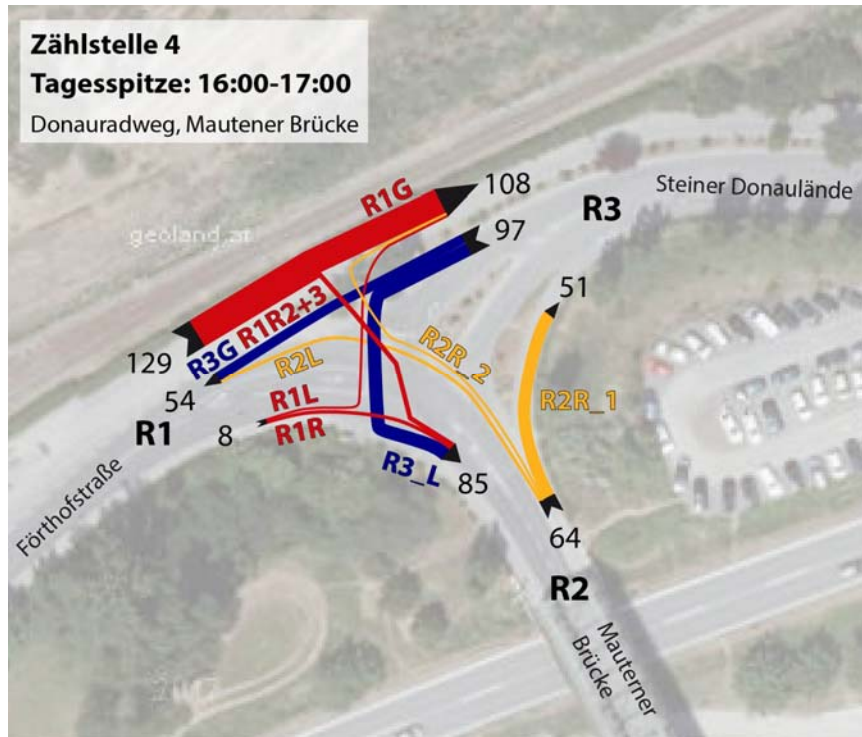 Zählstelle 4
Tagesspitze: 16:00-17:00
Donauradweg, Mautener Brücke
geoland.at
R1G
108
97
R3
Steiner Donaulände
51
129
R3G
R1R2+3
R2L
R2R_2
R2R_1
54
R1
8
R1L
R1R
R3_L
85
64
R2
Förthofstraße
Mauterner
Brücke